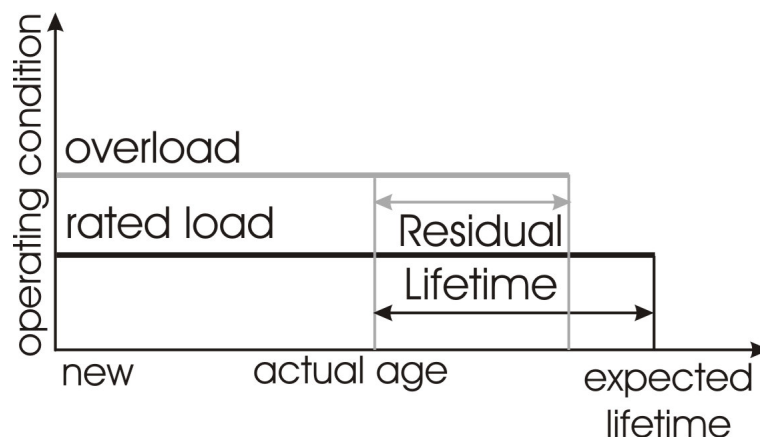 operating condition
overload
rated load
Residual
Lifetime
new
actual age
expected
lifetime